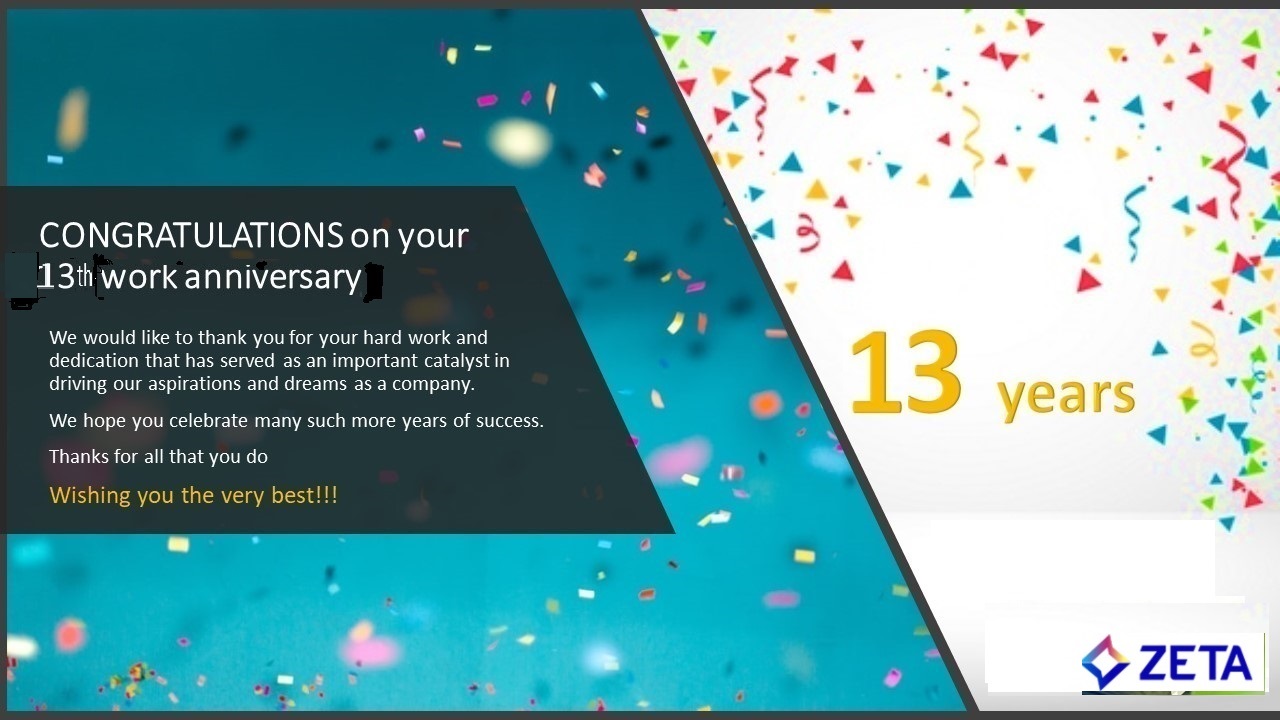 CONGRATULATIONS on your
13th work anniversary
We would like to thank you for your hard work and
dedication that has served as an important catalyst in
driving our aspirations and dreams as a company.
We hope you celebrate many such more years of success.
Thanks for all that you do
Wishing you the very best!!!
13 years
ZETA